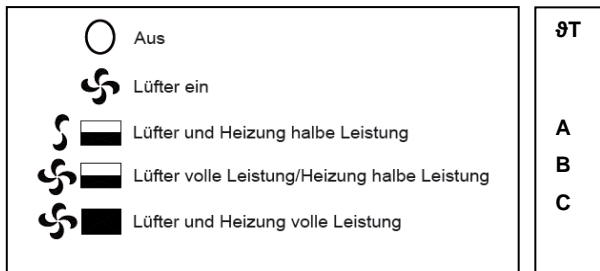 Aus
Lüfter ein
Lüfter und Heizung halbe Leistung
Lüfter volle Leistung/Heizung halbe Leistung
Lüfter und Heizung volle Leistung
ϑT
A
B
C